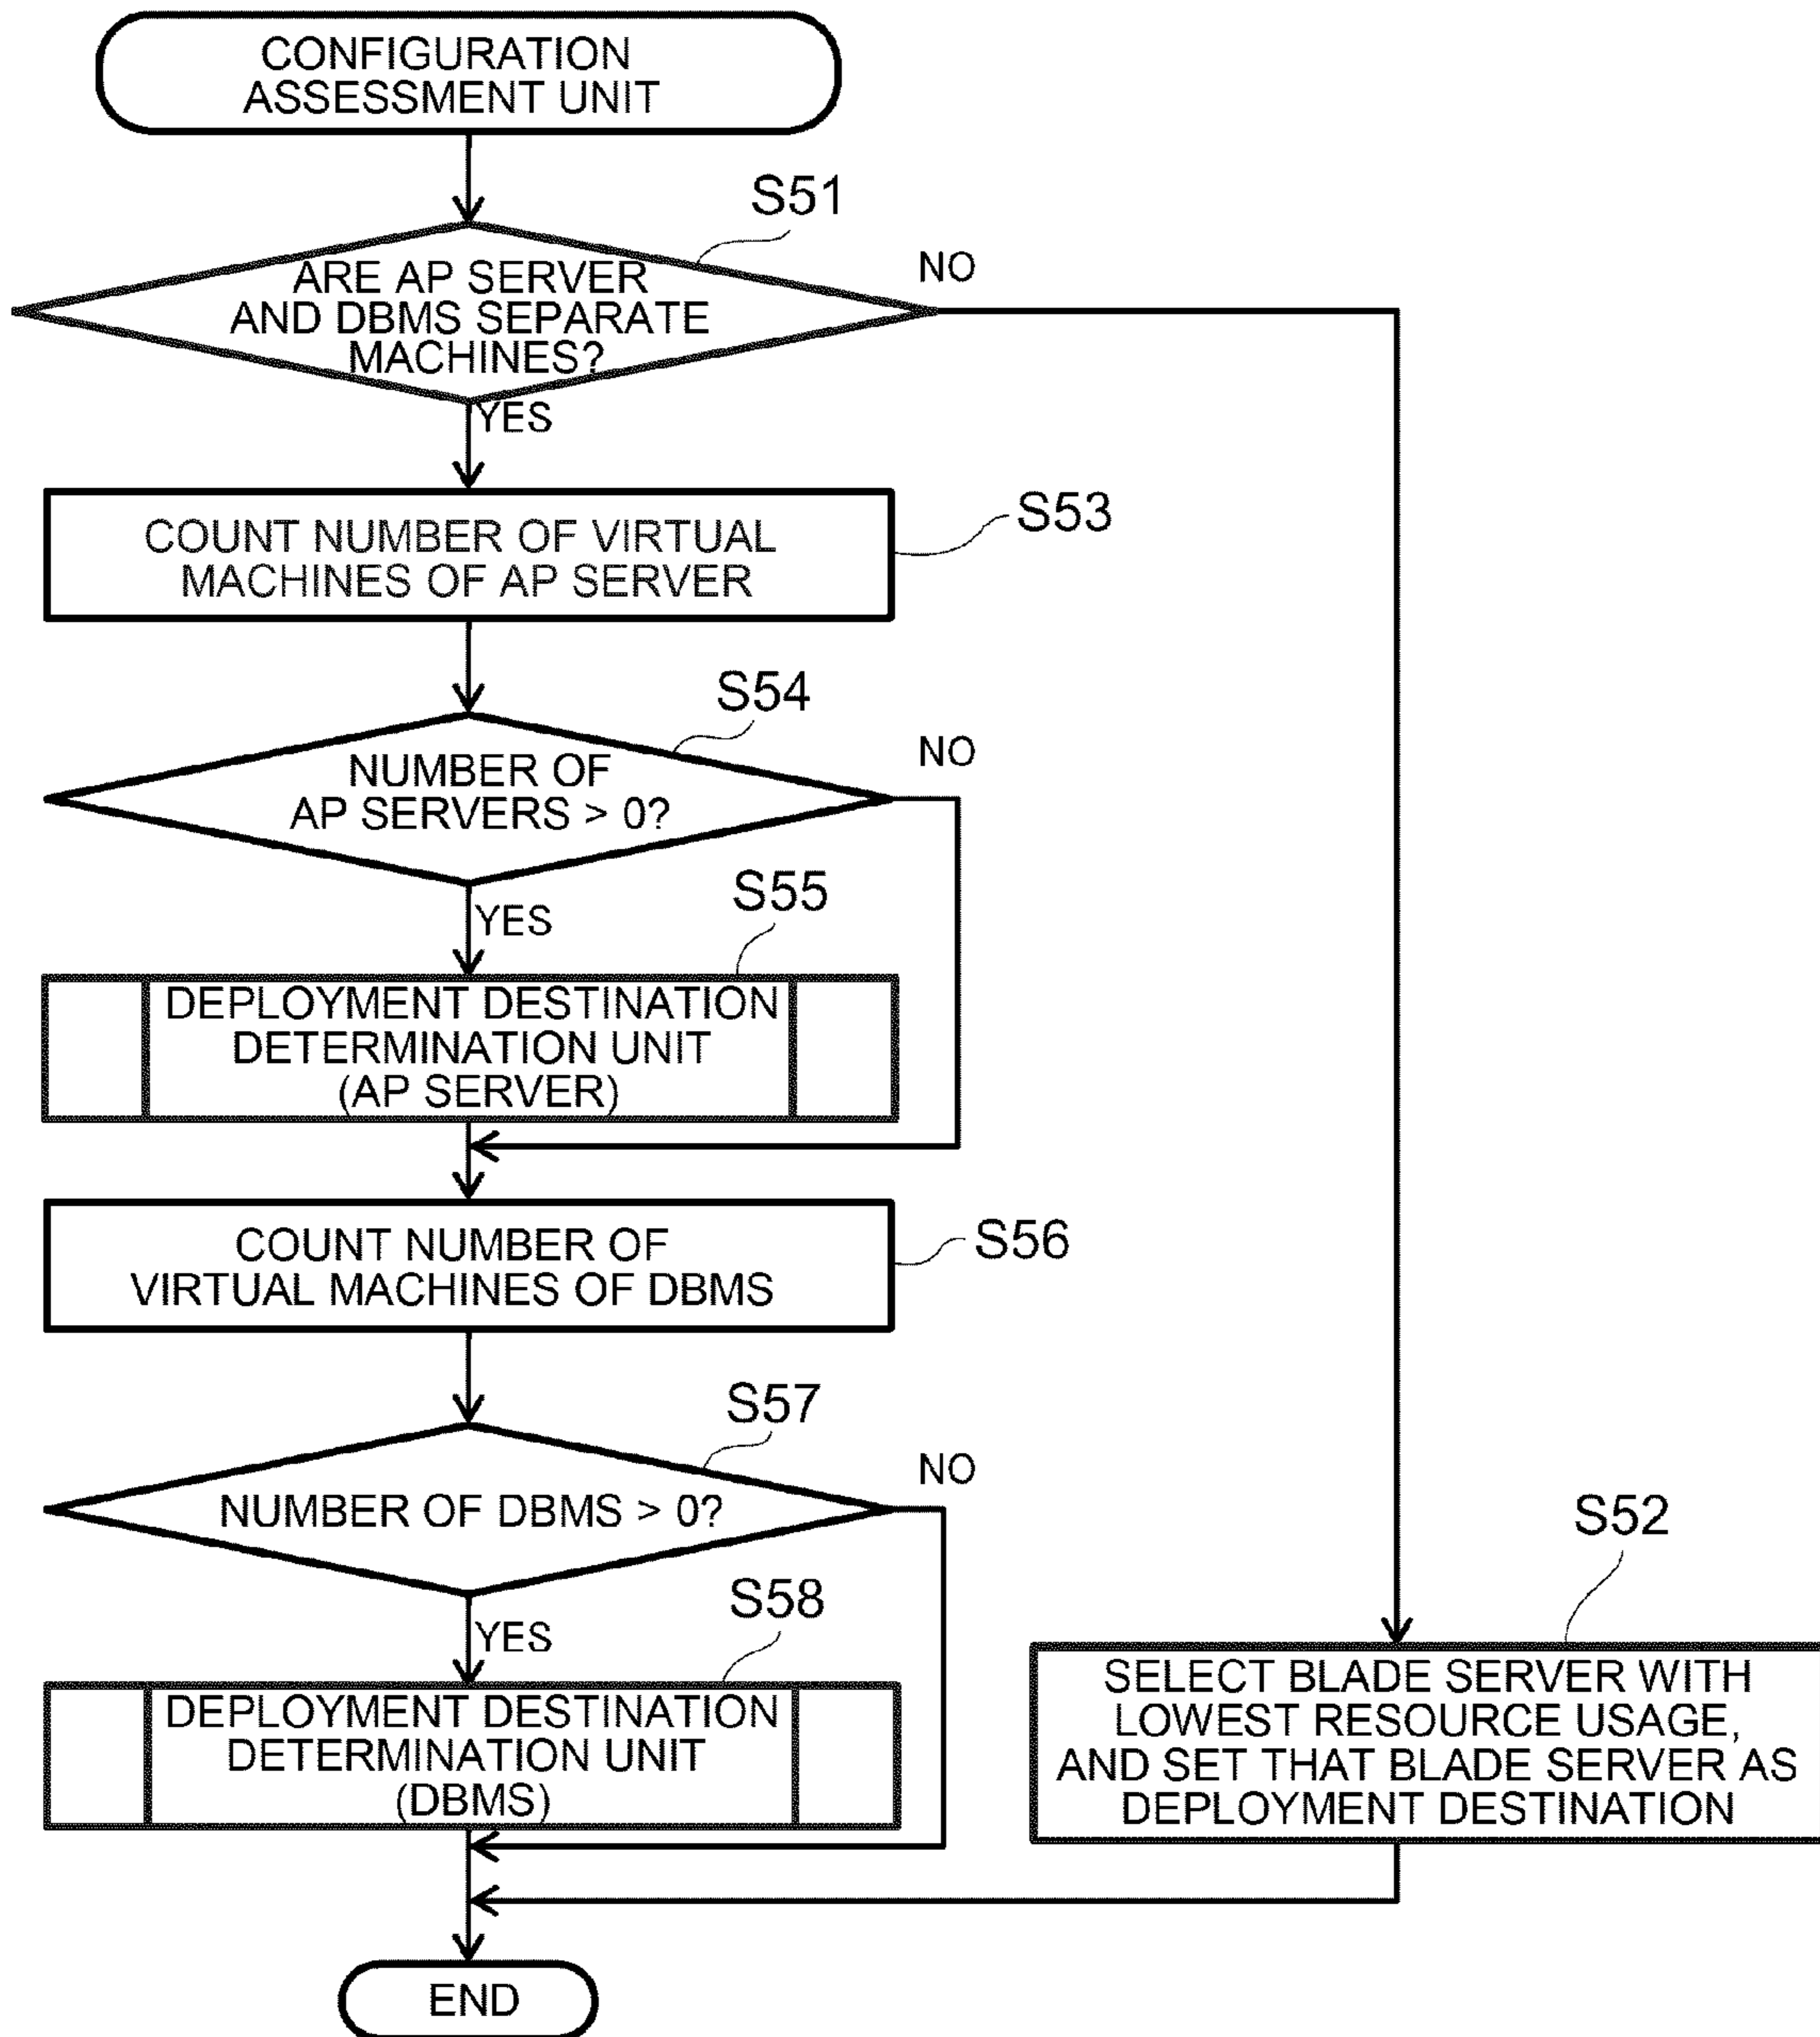 CONFIGURATION
ASSESSMENT UNIT
S51
ARE AP SERVER
AND DBMS SEPARATE
MACHINES?
NO
YES
COUNT NUMBER OF VIRTUAL
MACHINES OF AP SERVER
S53
S54
NUMBER OF
AP SERVERS > 0?
NO
YES
S55
DEPLOYMENT DESTINATION
DETERMINATION UNIT
(AP SERVER)
COUNT NUMBER OF
VIRTUAL MACHINES OF DBMS
S56
S57
NUMBER OF DBMS > 0?
NO
YES
S58
DEPLOYMENT DESTINATION
DETERMINATION UNIT
(DBMS)
S52
SELECT BLADE SERVER WITH
LOWEST RESOURCE USAGE,
AND SET THAT BLADE SERVER AS
DEPLOYMENT DESTINATION
END